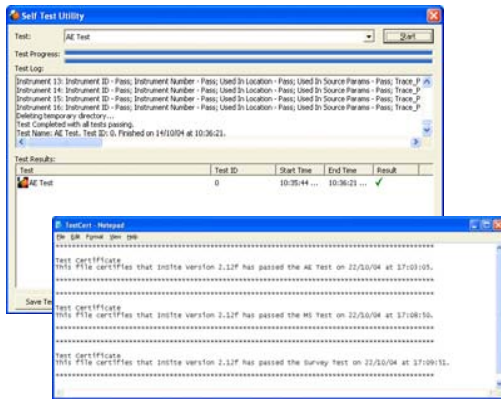 Self Test Utility
Test: AE Test Start
Test Progress:
Test Log:
Instrument 13: Instrument ID - Pass; Instrument Number - Pass; Used In Location - Pass; Used In Source Params - Pass; Trace_P
Instrument 14: Instrument ID - Pass; Instrument Number - Pass; Used In Location - Pass; Used In Source Params - Pass; Trace_P
Instrument 15: Instrument ID - Pass; Instrument Number - Pass; Used In Location - Pass; Used In Source Params - Pass; Trace_P
Instrument 16: Instrument ID - Pass; Instrument Number - Pass; Used In Location - Pass; Used In Source Params - Pass; Trace_P
Deleting temporary directory...
Test Completed with all tests passing.
Test Name: AE Test. Test ID: 0. Finished on 14/10/04 at 10:36:21.
Test Results:
Test Test ID Start Time End Time Result
AE Test 0 10:35:44 ... 10:36:21 ... ✓
Save Te
TestCert - Notepad
File Edit Format View Help
Test Certificate
This file certifies that InSite Version 2.12f has passed the AE Test on 22/10/04 at 17:03:05.
Test Certificate
This file certifies that InSite Version 2.12f has passed the MS Test on 22/10/04 at 17:08:50.
Test Certificate
This file certifies that InSite Version 2.12f has passed the Survey Test on 22/10/04 at 17:09:51.